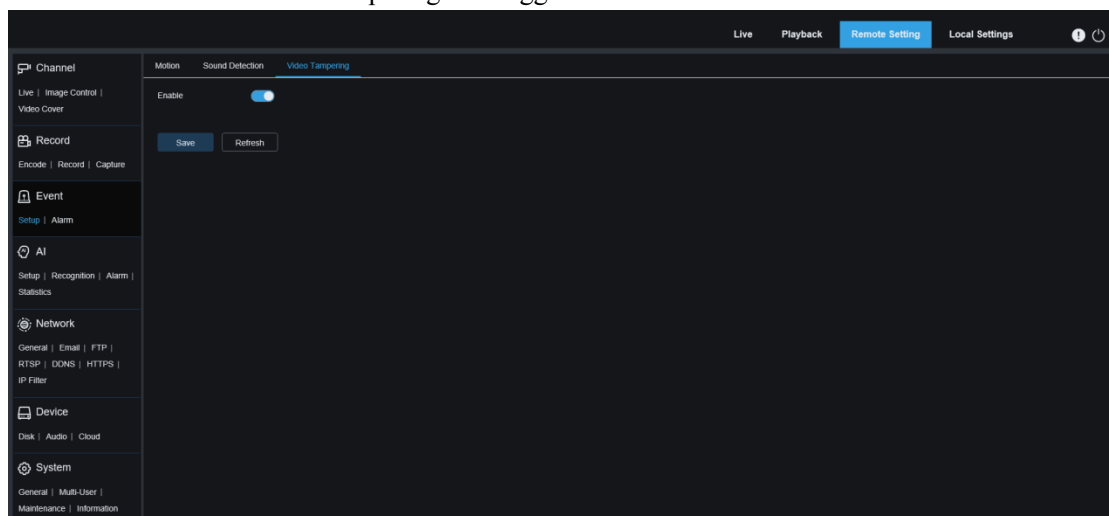 Live Playback Remote Setting Local Settings
Channel
Live | Image Control |
Video Cover
Record
Encode | Record | Capture
Event
Setup | Alarm
AI
Setup | Recognition | Alarm |
Statistics
Network
General | Email | FTP |
RTSP | DDNS | HTTPS |
IP Filter
Device
Disk | Audio | Cloud
System
General | Multi-User |
Maintenance | Information
Motion Sound Detection Video Tampering
Enable
Save Refresh